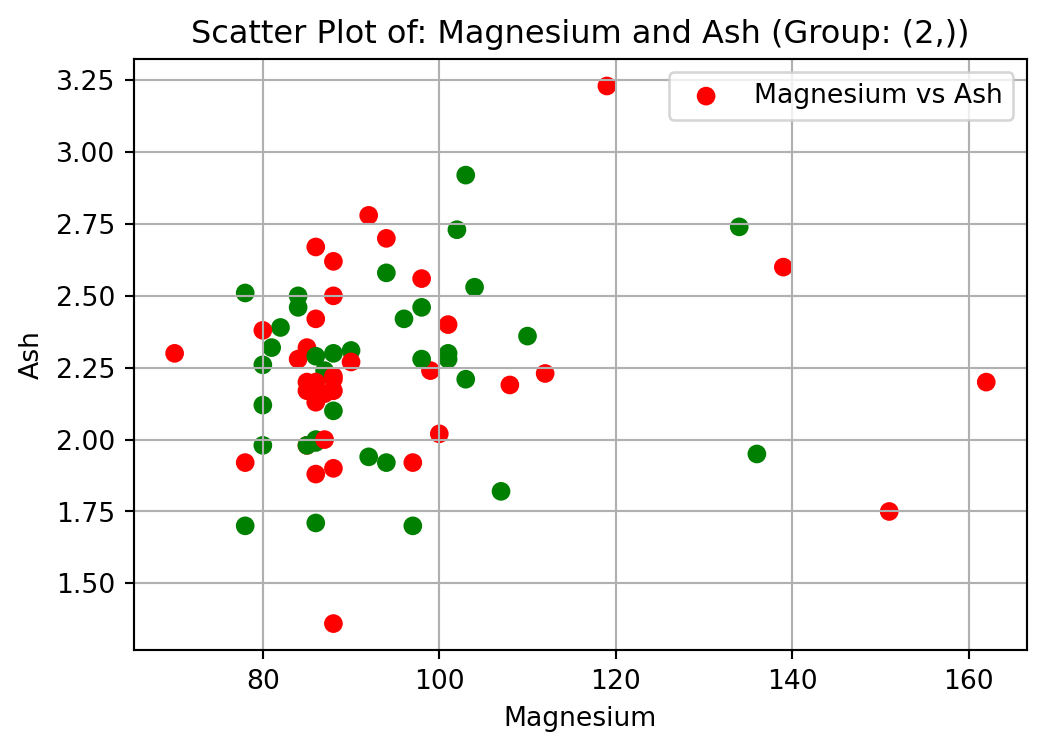 Scatter Plot of: Magnesium and Ash (Group: (2,))
Magnesium vs Ash
3.25
3.00
2.75
2.50
2.25
2.00
1.75
1.50
Ash
80 100 120 140 160
Magnesium